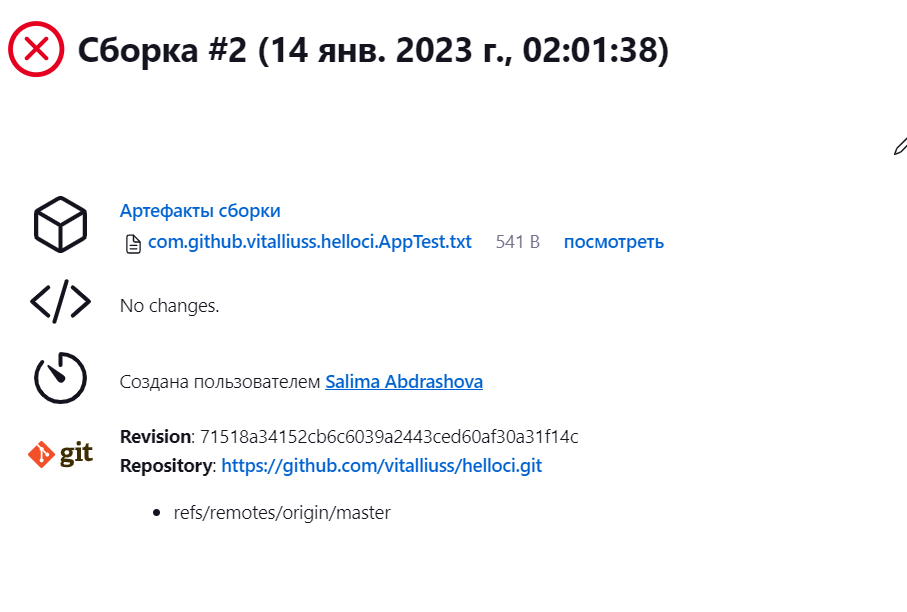 Сборка #2 (14 янв. 2023 г., 02:01:38)
Артефакты сборки
com.github.vitalliuss.helloci.AppTest.txt 541 B посмотреть
No changes.
Создана пользователем Salima Abdrashova
git
Revision: 71518a34152cb6c6039a2443ced60af30a31f14c
Repository: https://github.com/vitalliuss/helloci.git
• refs/remotes/origin/master